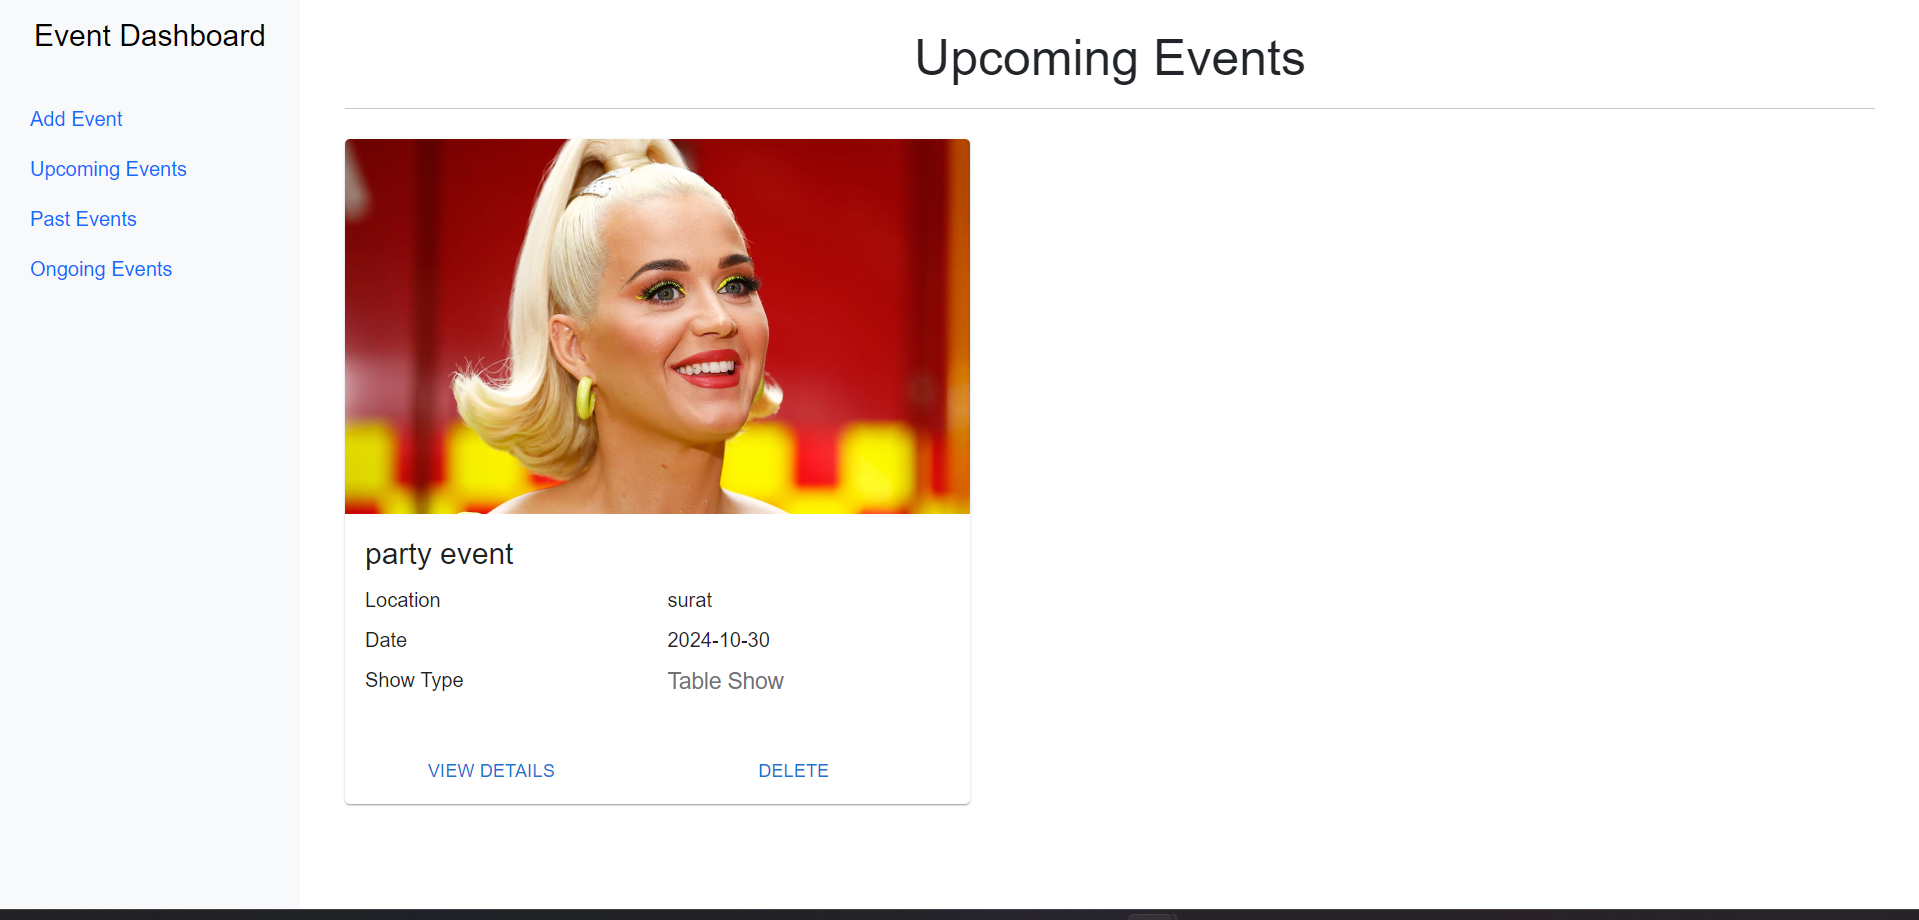 Event Dashboard
Add Event
Upcoming Events
Past Events
Ongoing Events
Upcoming Events
party event
Location surat
Date 2024-10-30
Show Type Table Show
VIEW DETAILS DELETE